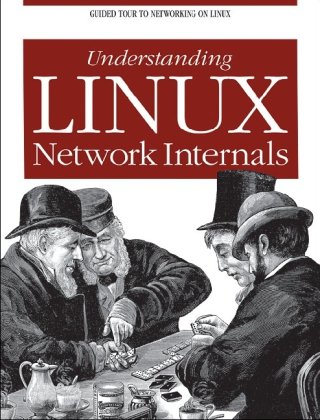 GUIDED TOUR TO NETWORKING ON LINUX
Understanding
LINUX
Network Internals